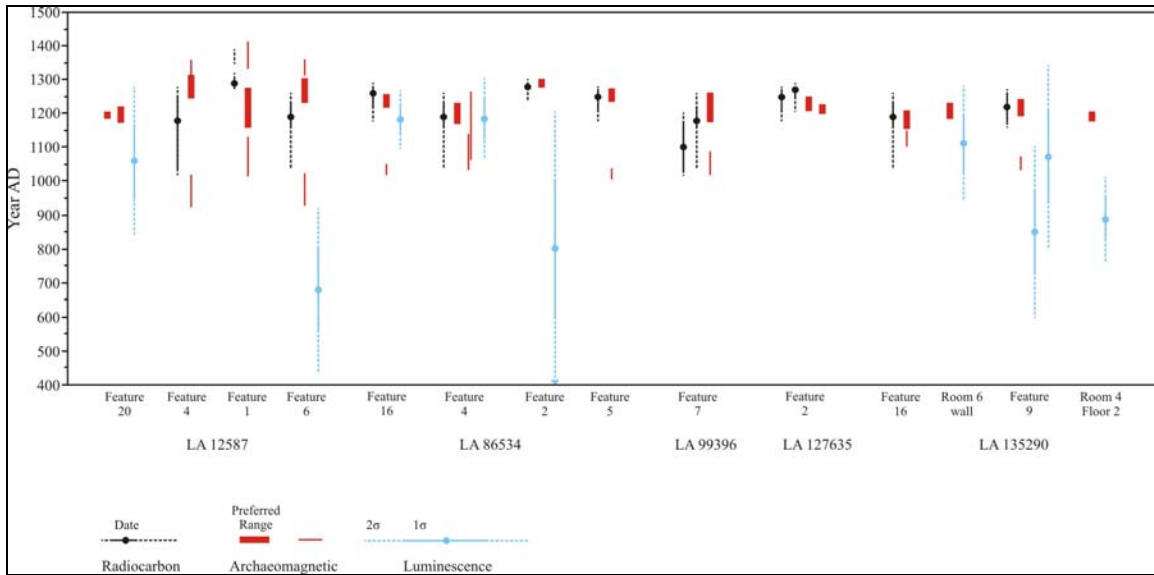 1500
1400
1300
1200
1100
1000
900
800
700
600
500
400
Year AD
Feature Feature Feature Feature Feature Feature Feature Feature Feature Feature Feature Room 6 Feature Room 4
20 4 1 6 16 4 2 5 7 2 16 wall 9 Floor 2
LA 12587 LA 86534 LA 99396 LA 127635 LA 135290
Preferred
Date Range 2σ 1σ
Radiocarbon Archaeomagnetic Luminescence